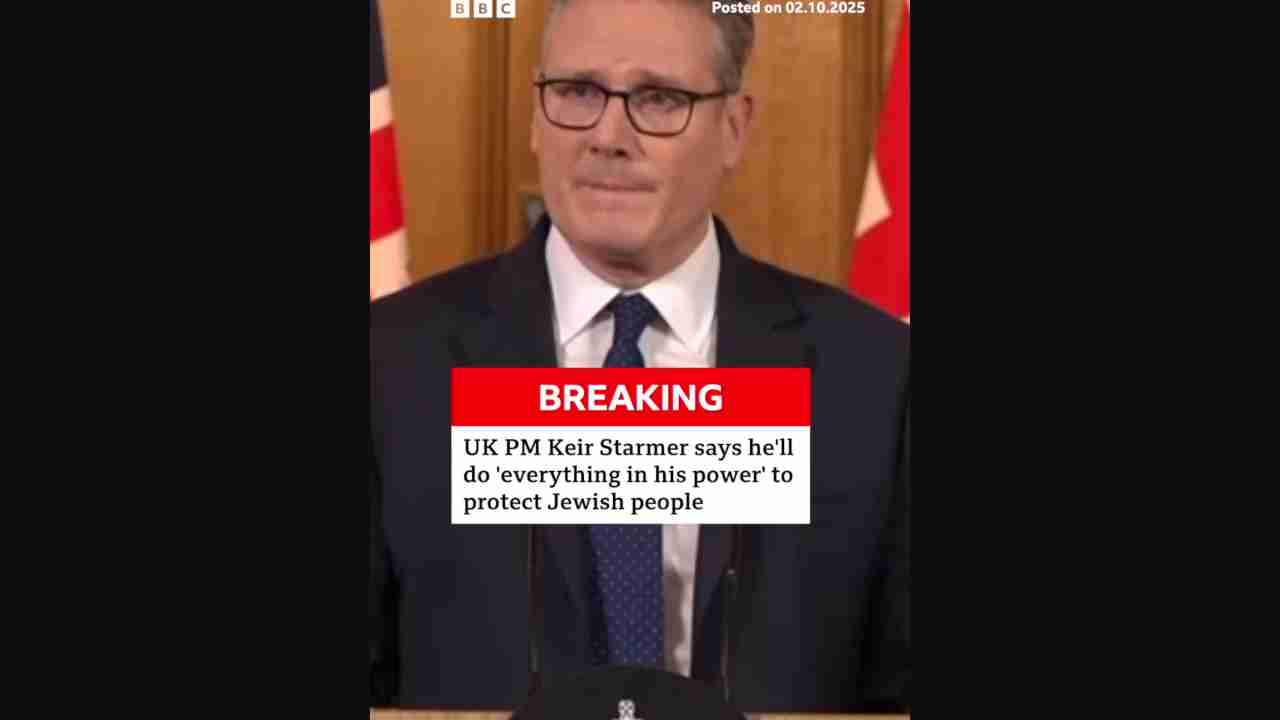 BBC
Posted on 02.10.2025
BREAKING
UK PM Keir Starmer says he'll
do 'everything in his power' to
protect Jewish people